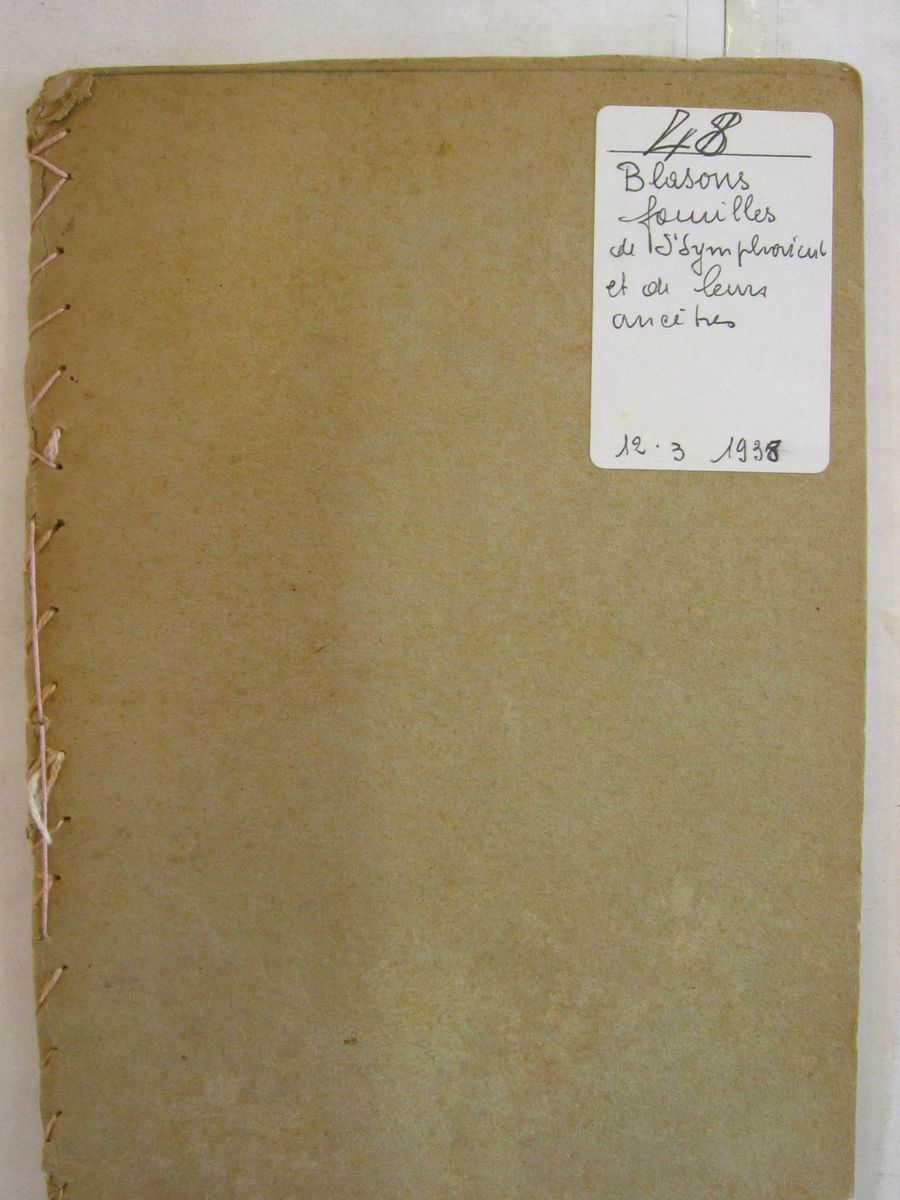 48
Blasons
familles
de St Symphorien
et de leurs
ancêtres
12.3 1938